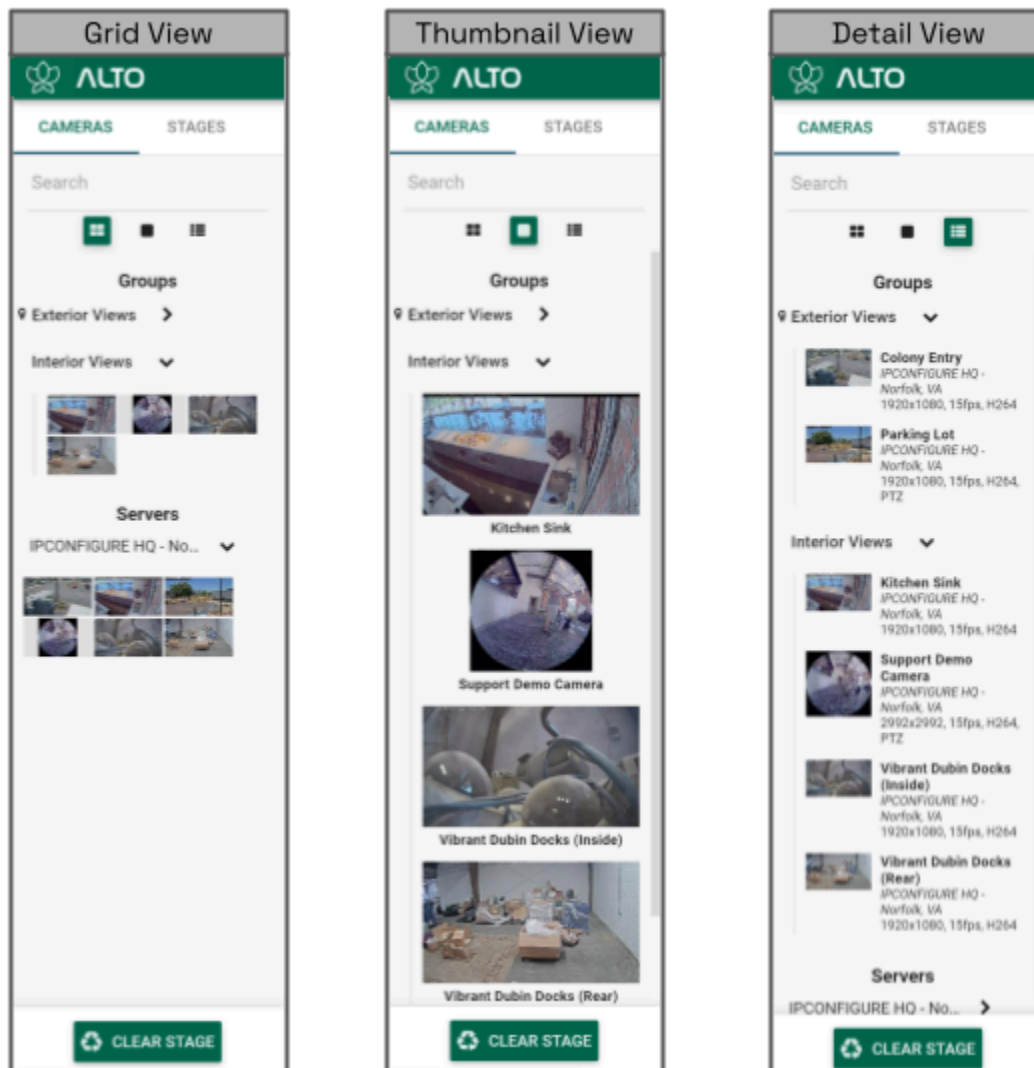 Grid View
ALTO
CAMERAS STAGES
Search
Groups
Exterior Views
Interior Views
Servers
IPCONFIGURE HQ - No...
CLEAR STAGE
Thumbnail View
ALTO
CAMERAS STAGES
Search
Groups
Exterior Views
Interior Views
Kitchen Sink
Support Demo Camera
Vibrant Dubin Docks (Inside)
Vibrant Dubin Docks (Rear)
CLEAR STAGE
Detail View
ALTO
CAMERAS STAGES
Search
Groups
Exterior Views
Colony Entry
IPCONFIGURE HQ -
Norfolk, VA
1920x1080, 15fps, H264
Parking Lot
IPCONFIGURE HQ -
Norfolk, VA
1920x1080, 15fps, H264,
PTZ
Interior Views
Kitchen Sink
IPCONFIGURE HQ -
Norfolk, VA
1920x1080, 15fps, H264
Support Demo
Camera
IPCONFIGURE HQ -
Norfolk, VA
2992x2992, 15fps, H264,
PTZ
Vibrant Dubin Docks
(Inside)
IPCONFIGURE HQ -
Norfolk, VA
1920x1080, 15fps, H264
Vibrant Dubin Docks
(Rear)
IPCONFIGURE HQ -
Norfolk, VA
1920x1080, 15fps, H264
Servers
IPCONFIGURE HQ - No...
CLEAR STAGE